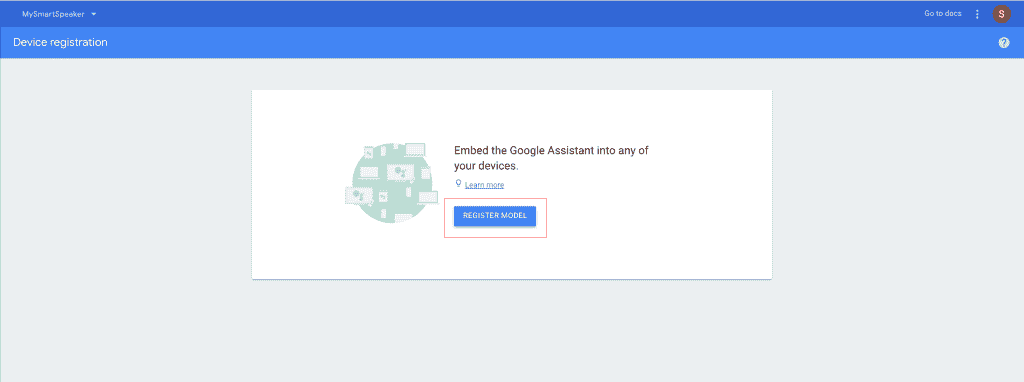 MySmartSpeaker
Go to docs
S
Device registration
?
Embed the Google Assistant into any of
your devices.
Learn more
REGISTER MODEL